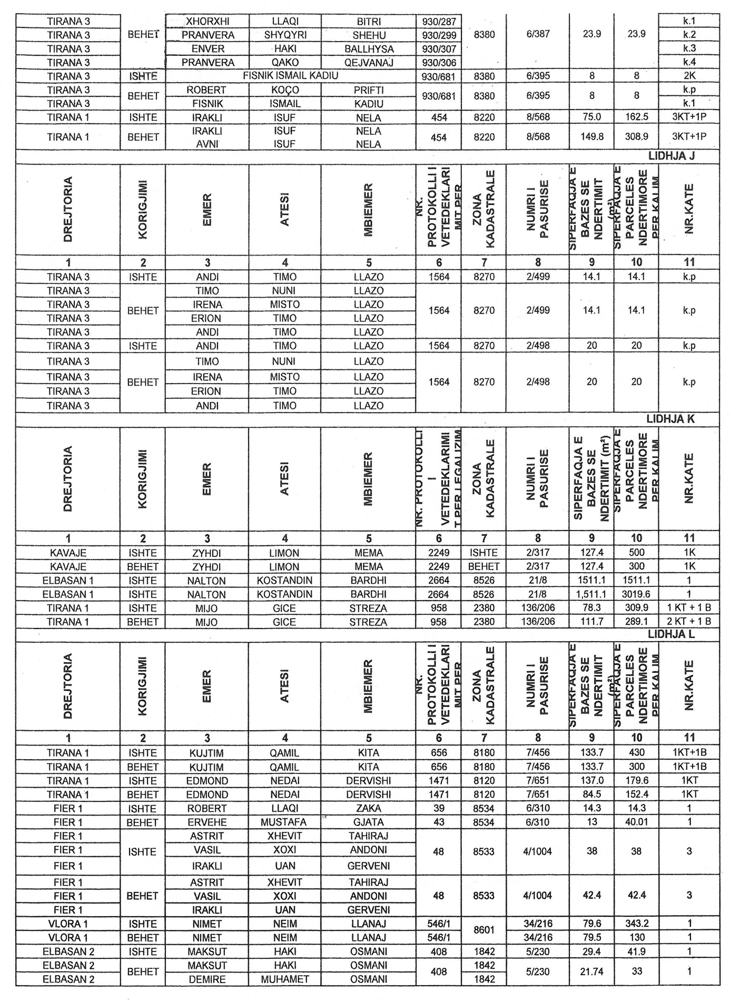 TIRANA 3 BEHET XHORXHI LLAQI BITRI 930/287 8380 6/387 23.9 23.9 k.1
TIRANA 3 PRANVERA SHYQYRI SHEHU 930/299 k.2
TIRANA 3 ENVER HAKI BALLHYSA 930/307 k.3
TIRANA 3 PRANVERA QAKO QEJVANAJ 930/306 k.4
TIRANA 3 ISHTE FISNIK ISMAIL KADIU 930/681 8380 6/395 8 8 2K
TIRANA 3 BEHET ROBERT KOÇO PRIFTI 930/681 8380 6/395 8 8 k.p
TIRANA 3 FISNIK ISMAIL KADIU k.1
TIRANA 1 ISHTE IRAKLI ISUF NELA 454 8220 8/568 75.0 162.5 3KT+1P
TIRANA 1 BEHET IRAKLI ISUF NELA 454 8220 8/568 149.8 308.9 3KT+1P
AVNI ISUF NELA
LIDHJA J
DREJTORIA KORIGJIMI EMER ATESI MBIEMER NR. PROTOKOLLI I VETEDEKLARI MIT PER ZONA KADASTRALE NUMRI I PASURISE SIPERFAQJA E BAZES SE NDERTIMIT (m²) SIPERFAQJA E PARCELES NDERTIMORE PER KALIM NR.KATE
1 2 3 4 5 6 7 8 9 10 11
TIRANA 3 ISHTE ANDI TIMO LLAZO 1564 8270 2/499 14.1 14.1 k.p
TIRANA 3 BEHET TIMO NUNI LLAZO 1564 8270 2/499 14.1 14.1 k.p
TIRANA 3 IRENA MISTO LLAZO
TIRANA 3 ERION TIMO LLAZO
TIRANA 3 ANDI TIMO LLAZO
TIRANA 3 ISHTE ANDI TIMO LLAZO 1564 8270 2/498 20 20 k.p
TIRANA 3 BEHET TIMO NUNI LLAZO 1564 8270 2/498 20 20 k.p
TIRANA 3 IRENA MISTO LLAZO
TIRANA 3 ERION TIMO LLAZO
TIRANA 3 ANDI TIMO LLAZO
LIDHJA K
DREJTORIA KORIGJIMI EMER ATESI MBIEMER NR. PROTOKOLLI I VETEDEKLARIMI T PER LEGALIZIM ZONA KADASTRALE NUMRI I PASURISE SIPERFAQJA E BAZES SE NDERTIMIT (m²) SIPERFAQJA E PARCELES NDERTIMORE PER KALIM NR.KATE
1 2 3 4 5 6 7 8 9 10 11
KAVAJE ISHTE ZYHDI LIMON MEMA 2249 ISHTE 2/317 127.4 500 1K
KAVAJE BEHET ZYHDI LIMON MEMA 2249 BEHET 2/317 127.4 300 1K
ELBASAN 1 ISHTE NALTON KOSTANDIN BARDHI 2664 8526 21/8 1511.1 1511.1 1
ELBASAN 1 ISHTE NALTON KOSTANDIN BARDHI 2664 8526 21/8 1,511.1 3019.6 1
TIRANA 1 ISHTE MIJO GICE STREZA 958 2380 136/206 78.3 309.9 1 KT + 1 B
TIRANA 1 BEHET MIJO GICE STREZA 958 2380 136/206 111.7 289.1 2 KT + 1 B
LIDHJA L
DREJTORIA KORIGJIMI EMER ATESI MBIEMER NR. PROTOKOLLI I VETEDEKLARI MIT PER ZONA KADASTRALE NUMRI I PASURISE SIPERFAQJA E BAZES SE NDERTIMIT (m²) SIPERFAQJA E PARCELES NDERTIMORE PER KALIM NR.KATE
1 2 3 4 5 6 7 8 9 10 11
TIRANA 1 ISHTE KUJTIM QAMIL KITA 656 8180 7/456 133.7 430 1KT+1B
TIRANA 1 BEHET KUJTIM QAMIL KITA 656 8180 7/456 133.7 300 1KT+1B
TIRANA 1 ISHTE EDMOND NEDAI DERVISHI 1471 8120 7/651 137.0 179.6 1KT
TIRANA 1 BEHET EDMOND NEDAI DERVISHI 1471 8120 7/651 84.5 152.4 1KT
FIER 1 ISHTE ROBERT LLAQI ZAKA 39 8534 6/310 14.3 14.3 1
FIER 1 BEHET ERVEHE MUSTAFA GJATA 43 8534 6/310 13 40.01 1
FIER 1 ISHTE ASTRIT XHEVIT TAHIRAJ 48 8533 4/1004 38 38 3
FIER 1 VASIL XOXI ANDONI
FIER 1 IRAKLI UAN GERVENI
FIER 1 BEHET ASTRIT XHEVIT TAHIRAJ 48 8533 4/1004 42.4 42.4 3
FIER 1 VASIL XOXI ANDONI
FIER 1 IRAKLI UAN GERVENI
VLORA 1 ISHTE NIMET NEIM LLANAJ 546/1 8601 34/216 79.6 343.2 1
VLORA 1 BEHET NIMET NEIM LLANAJ 546/1 34/216 79.5 130 1
ELBASAN 2 ISHTE MAKSUT HAKI OSMANI 408 1842 5/230 29.4 41.9 1
ELBASAN 2 BEHET MAKSUT HAKI OSMANI 408 1842 5/230 21.74 33 1
ELBASAN 2 DEMIRE MUHAMET OSMANI 1842